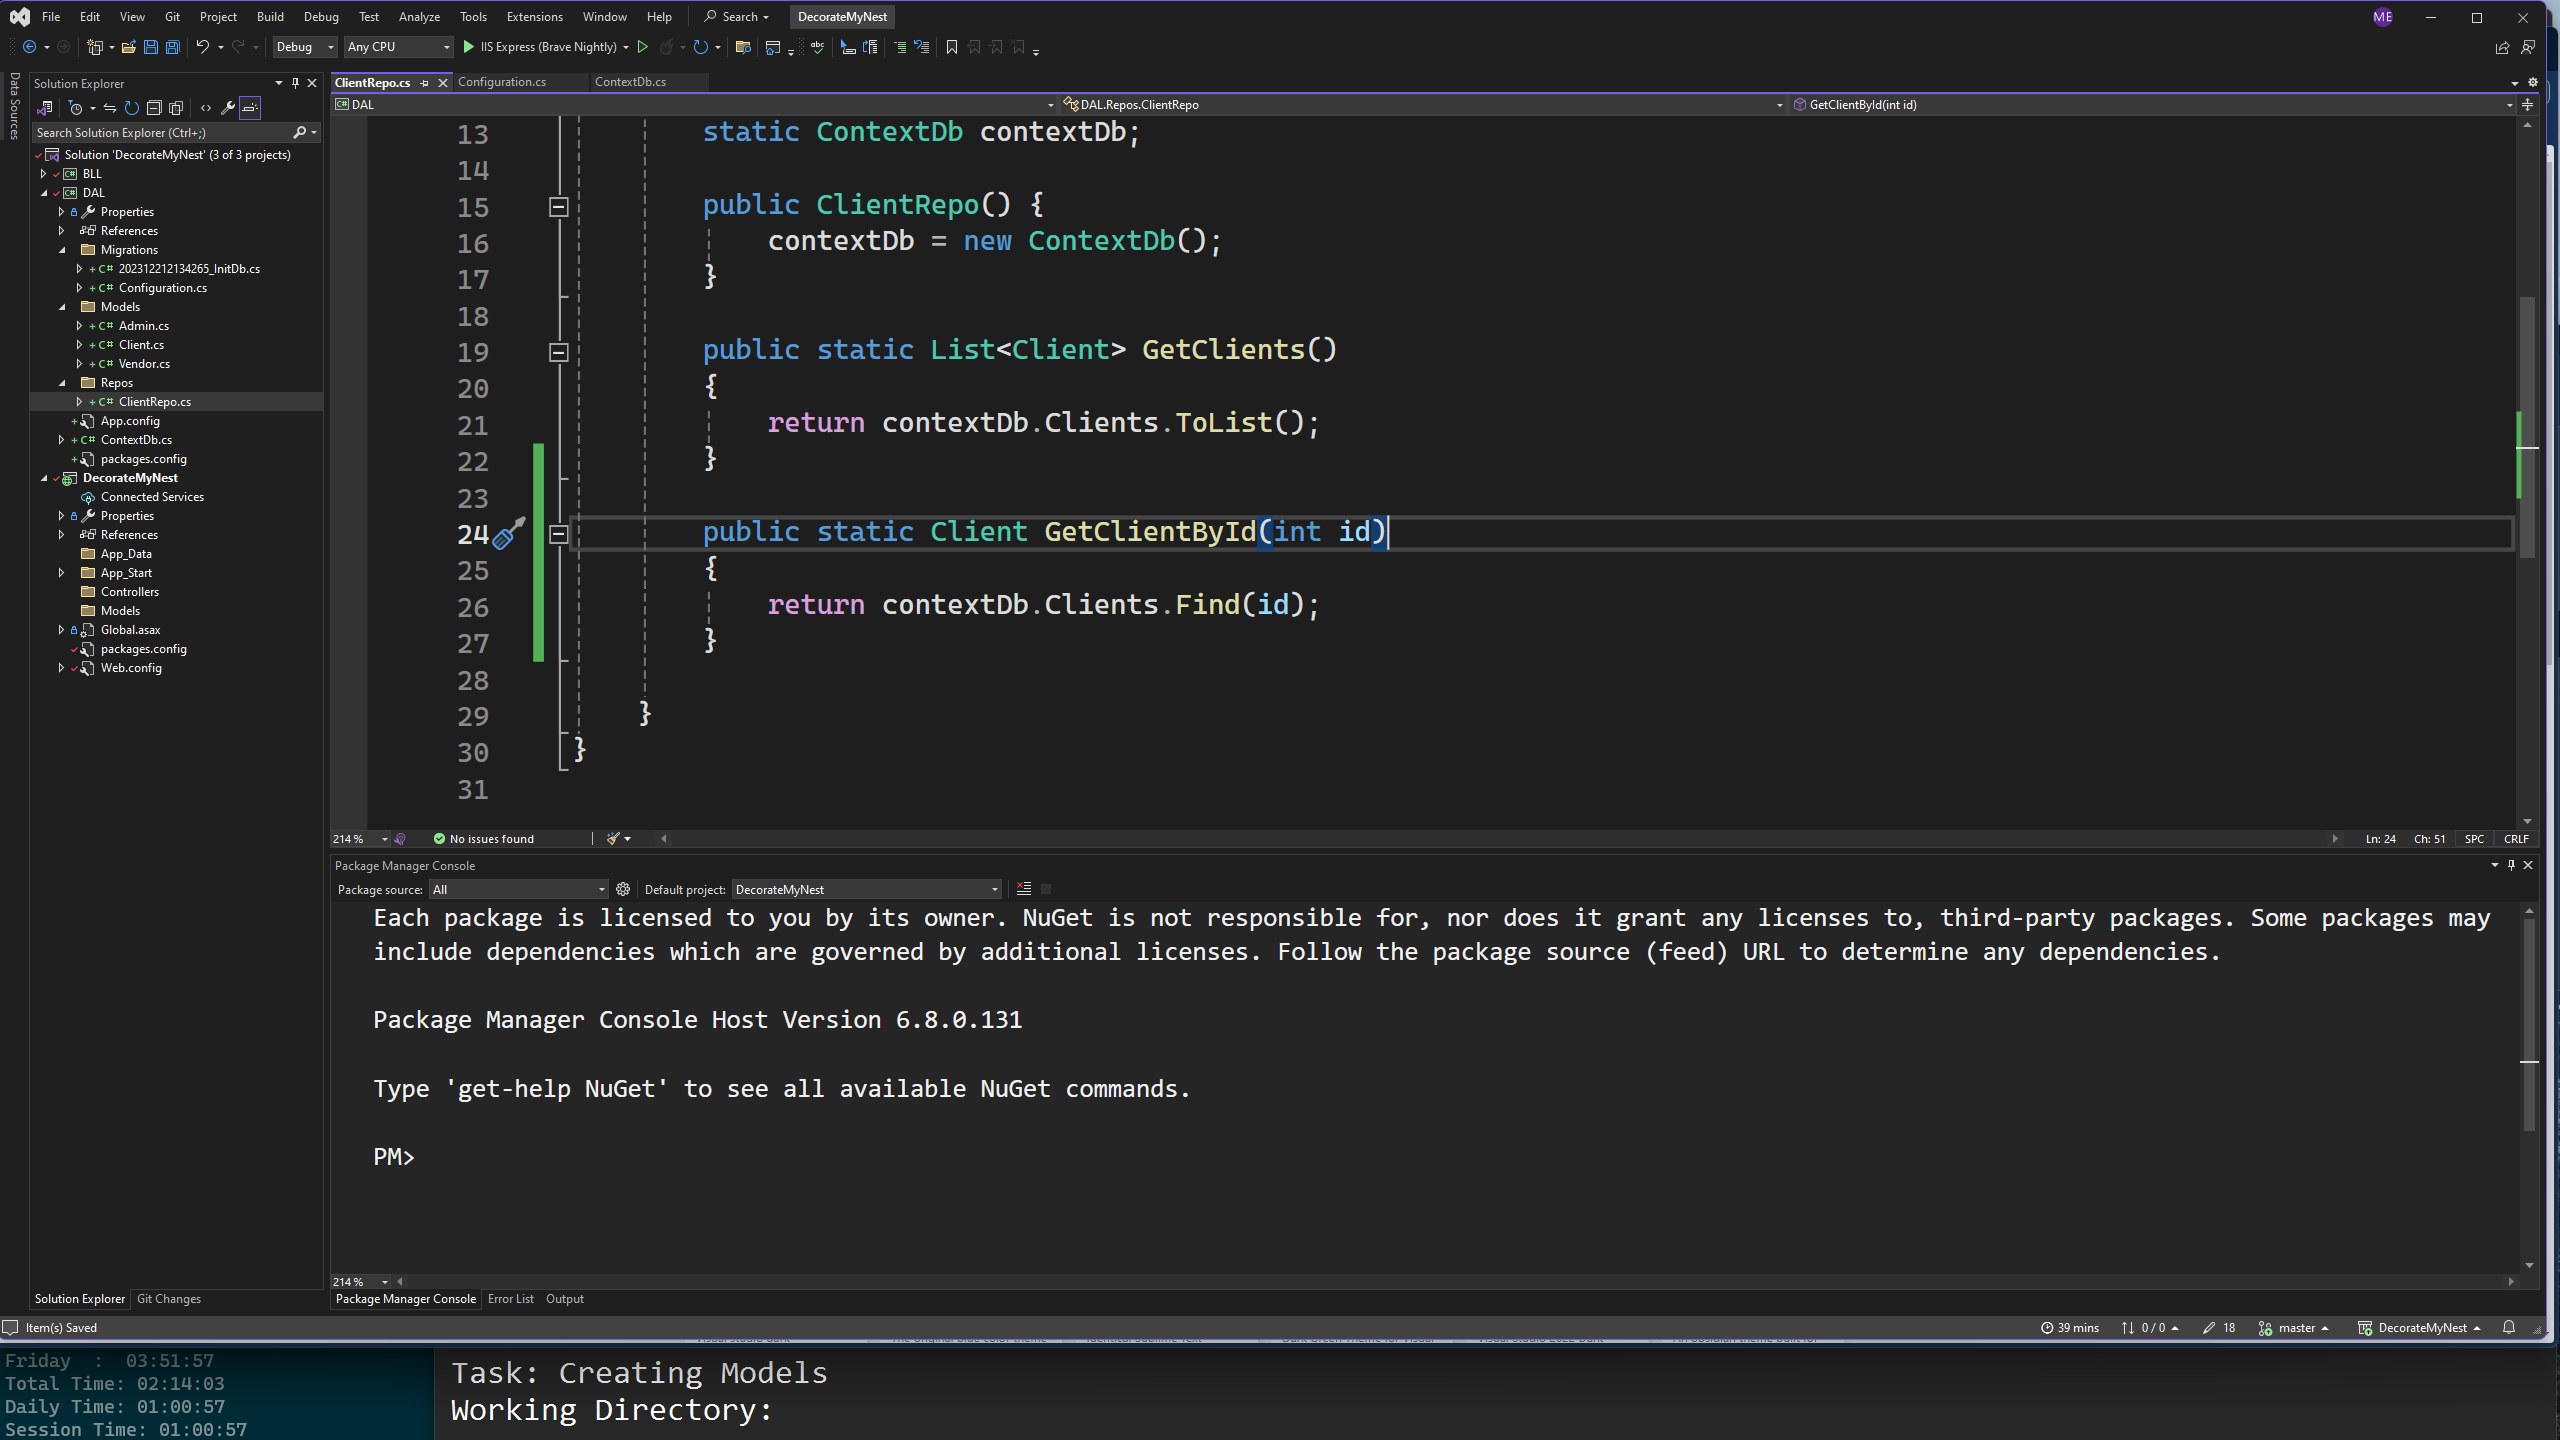 File Edit View Git Project Build Debug Test Analyze Tools Extensions Window Help Search DecorateMyNest ME
Debug Any CPU IIS Express (Brave Nightly)
Data Sources
Solution Explorer
Search Solution Explorer (Ctrl+;)
Solution 'DecorateMyNest' (3 of 3 projects)
BLL
DAL
Properties
References
Migrations
C# 202312212134265_InitDb.cs
C# Configuration.cs
Models
C# Admin.cs
C# Client.cs
C# Vendor.cs
Repos
C# ClientRepo.cs
App.config
C# ContextDb.cs
packages.config
DecorateMyNest
Connected Services
Properties
References
App_Data
App_Start
Controllers
Models
Global.asax
packages.config
Web.config
Solution Explorer Git Changes
ClientRepo.cs Configuration.cs ContextDb.cs
C# DAL DAL.Repos.ClientRepo GetClientById(int id)
13 static ContextDb contextDb;
14
15 public ClientRepo() {
16 contextDb = new ContextDb();
17 }
18
19 public static List<Client> GetClients()
20 {
21 return contextDb.Clients.ToList();
22 }
23
24 public static Client GetClientById(int id)
25 {
26 return contextDb.Clients.Find(id);
27 }
28
29 }
30 }
31
214 % No issues found Ln: 24 Ch: 51 SPC CRLF
Package Manager Console
Package source: All Default project: DecorateMyNest
Each package is licensed to you by its owner. NuGet is not responsible for, nor does it grant any licenses to, third-party packages. Some packages may
include dependencies which are governed by additional licenses. Follow the package source (feed) URL to determine any dependencies.
Package Manager Console Host Version 6.8.0.131
Type 'get-help NuGet' to see all available NuGet commands.
PM>
214 %
Package Manager Console Error List Output
Item(s) Saved 39 mins 0 / 0 18 master DecorateMyNest
Friday : 03:51:57
Total Time: 02:14:03
Daily Time: 01:00:57
Session Time: 01:00:57
Task: Creating Models
Working Directory: